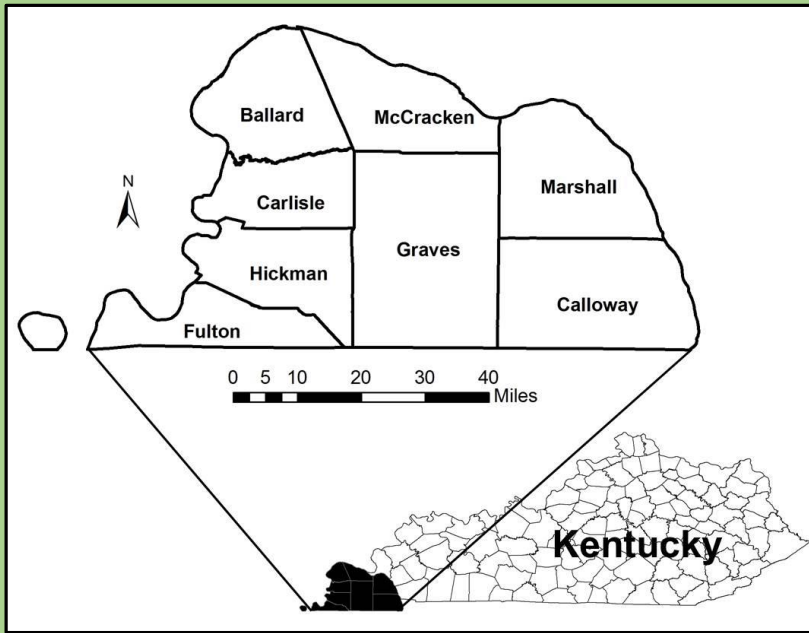 Ballard
McCracken
N
Carlisle
Marshall
Graves
Hickman
Calloway
Fulton
0 5 10 20 30 40
Miles
Kentucky